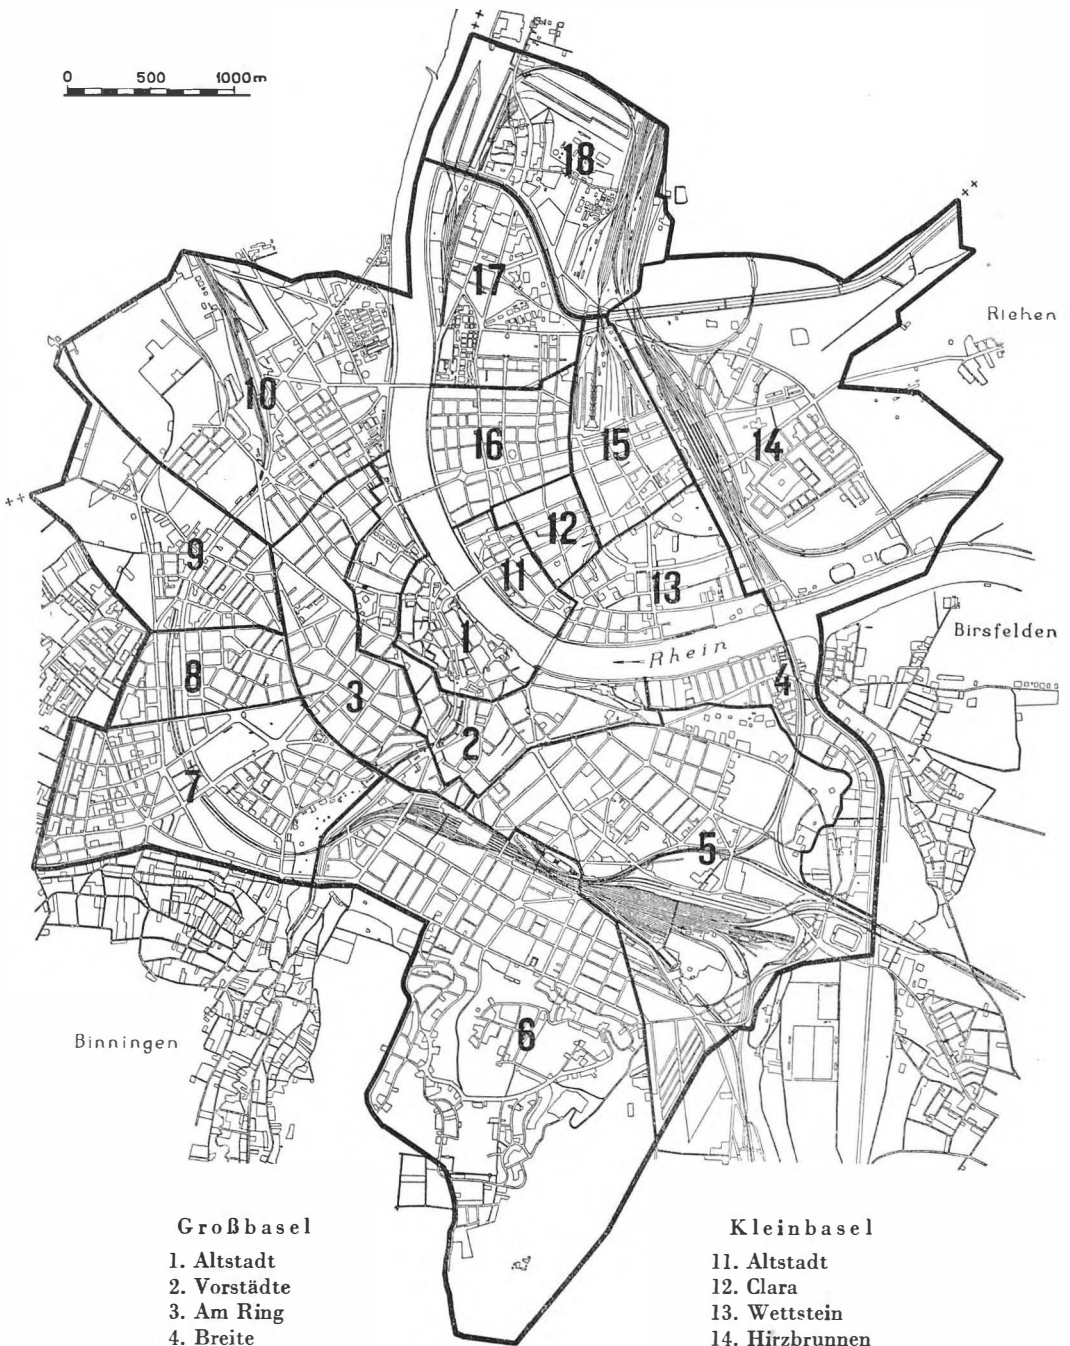 0 500 1000m
18
17
Riehen
10
16
15
14
12
9
11
13
1
Rhein
Birsfelden
8
3
4
2
7
5
6
Binningen
Großbasel
1. Altstadt
2. Vorstädte
3. Am Ring
4. Breite
Kleinbasel
11. Altstadt
12. Clara
13. Wettstein
14. Hirzbrunnen